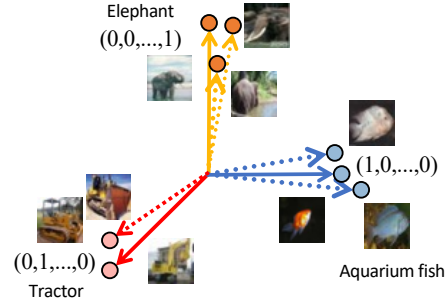 Elephant
(0,0,...,1)
(1,0,...,0)
(0,1,...,0)
Aquarium fish
Tractor